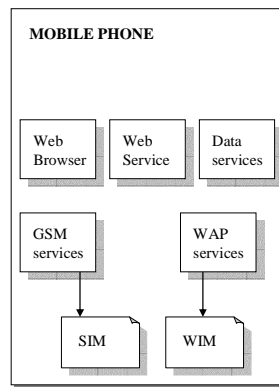 MOBILE PHONE
Web Browser
Web Service
Data services
GSM services
WAP services
SIM
WIM